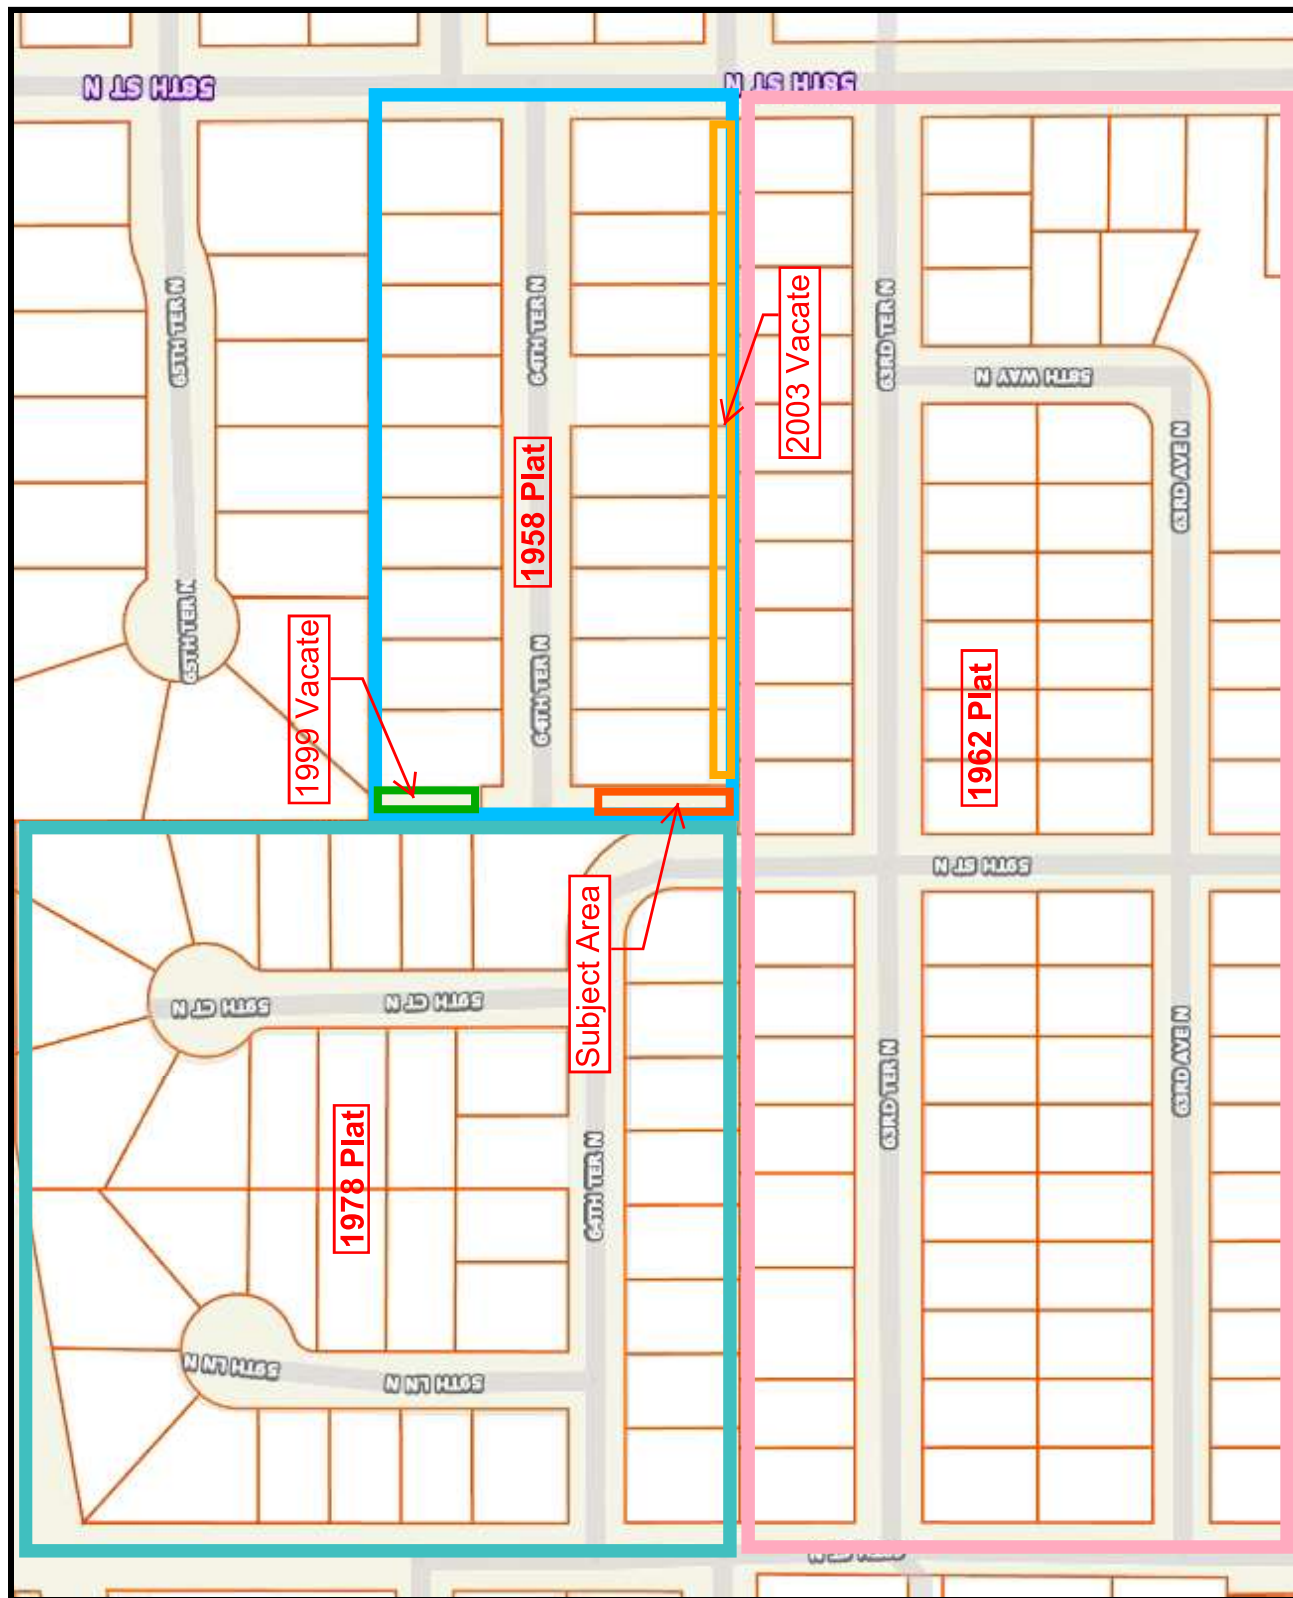 58TH ST N
58TH ST N
65TH TER N
64TH TER N
2003 Vacate
63RD TER N
58TH WAY N
63RD AVE N
1958 Plat
65TH TER N
1999 Vacate
64TH TER N
1962 Plat
59TH ST N
Subject Area
59TH CT N
59TH CT N
63RD TER N
63RD AVE N
1978 Plat
64TH TER N
59TH LN N
59TH LN N